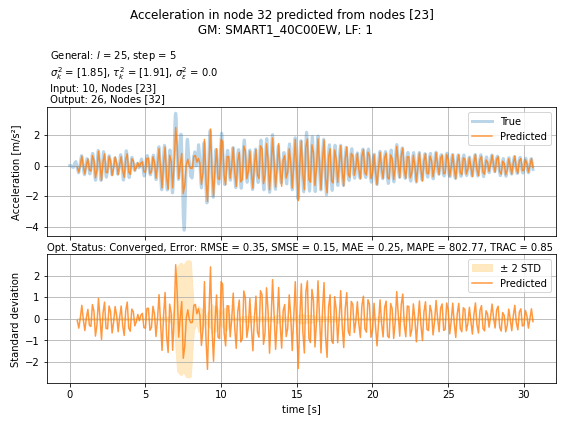 Acceleration in node 32 predicted from nodes [23]
GM: SMART1_40C00EW, LF: 1
General: l = 25, step = 5
σ²ₖ = [1.85], τ²ₖ = [1.91], σ²ε = 0.0
Input: 10, Nodes [23]
Output: 26, Nodes [32]
True
Predicted
Acceleration [m/s²]
2
0
−2
−4
Opt. Status: Converged, Error: RMSE = 0.35, SMSE = 0.15, MAE = 0.25, MAPE = 802.77, TRAC = 0.85
± 2 STD
Predicted
Standard deviation
2
1
0
−1
−2
0 5 10 15 20 25 30
time [s]